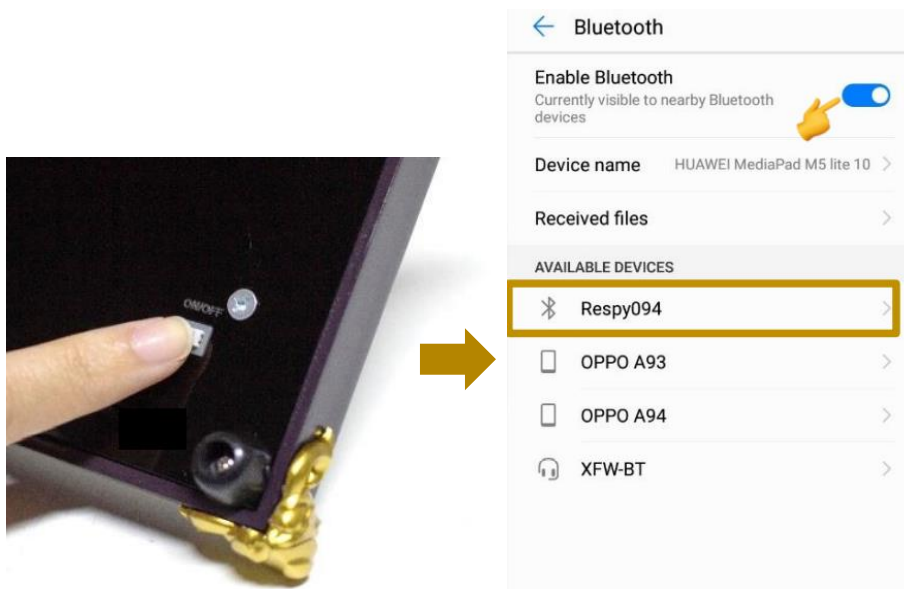 ON/OFF
Bluetooth
Enable Bluetooth
Currently visible to nearby Bluetooth
devices
Device name HUAWEI MediaPad M5 lite 10
Received files
AVAILABLE DEVICES
Respy094
OPPO A93
OPPO A94
XFW-BT